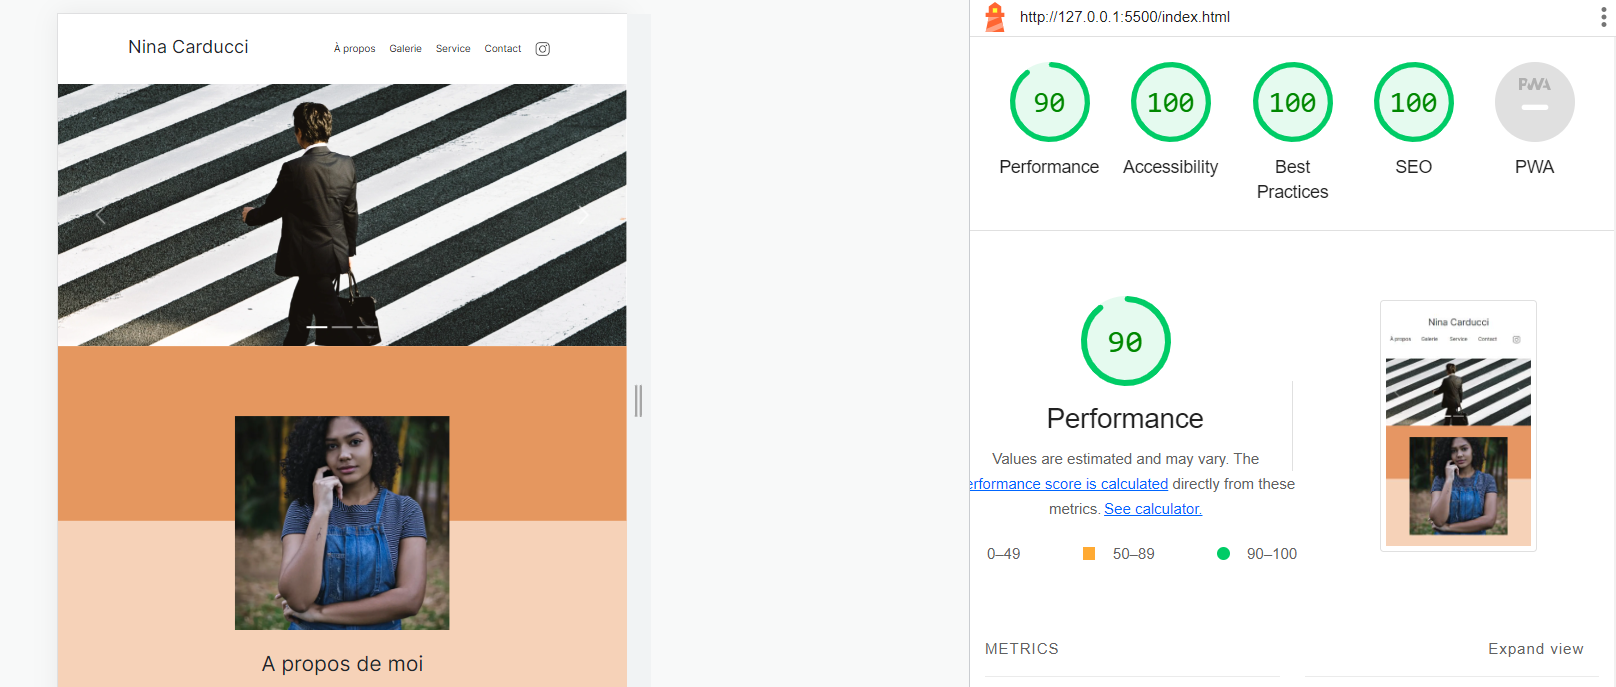 Nina Carducci
À propos Galerie Service Contact
A propos de moi
http://127.0.0.1:5500/index.html
90 100 100 100 PWA
Performance Accessibility Best Practices SEO PWA
90
Performance
Values are estimated and may vary. The
erformance score is calculated directly from these
metrics. See calculator.
0–49 50–89 90–100
Nina Carducci
À propos Galerie Service Contact
METRICS Expand view